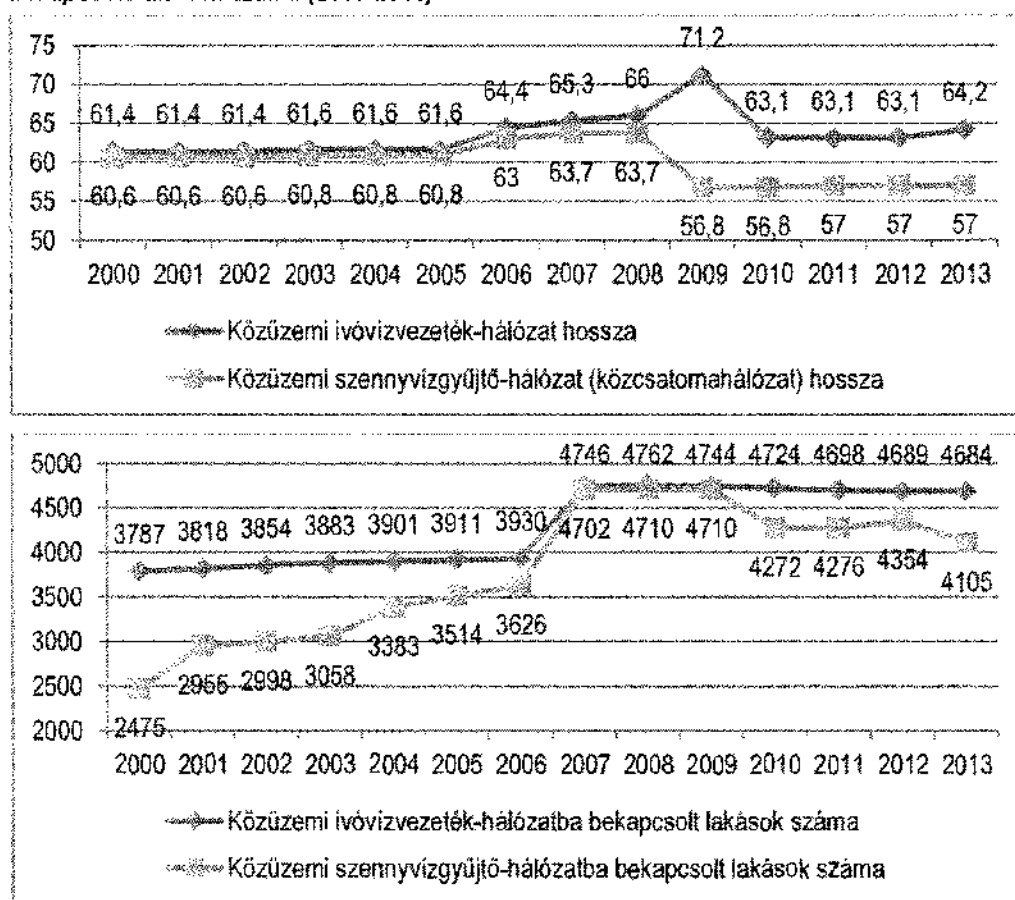 75
71,2
70
64,4 65,3 66
63,1 63,1 63,1 64,2
61,4 61,4 61,4 61,6 61,6 61,6
65
60
60,6 60,6 60,6 60,8 60,8 60,8 63 63,7 63,7
55
56,8 56,8 57 57 57
50
2000 2001 2002 2003 2004 2005 2006 2007 2008 2009 2010 2011 2012 2013
Közüzemi ivóvízvezeték-hálózat hossza
Közüzemi szennyvízgyűjtő-hálózat (közcsatornahálózat) hossza
4746 4762 4744 4724 4698 4689 4684
5000
4500
3787 3818 3854 3883 3901 3911 3930 4702 4710 4710
4000
4272 4276 4354
4105
3500
3383 3514 3626
3000
2955 2998 3058
2500
2475
2000
2000 2001 2002 2003 2004 2005 2006 2007 2008 2009 2010 2011 2012 2013
Közüzemi ivóvízvezeték-hálózatba bekapcsolt lakások száma
Közüzemi szennyvízgyűjtő-hálózatba bekapcsolt lakások száma